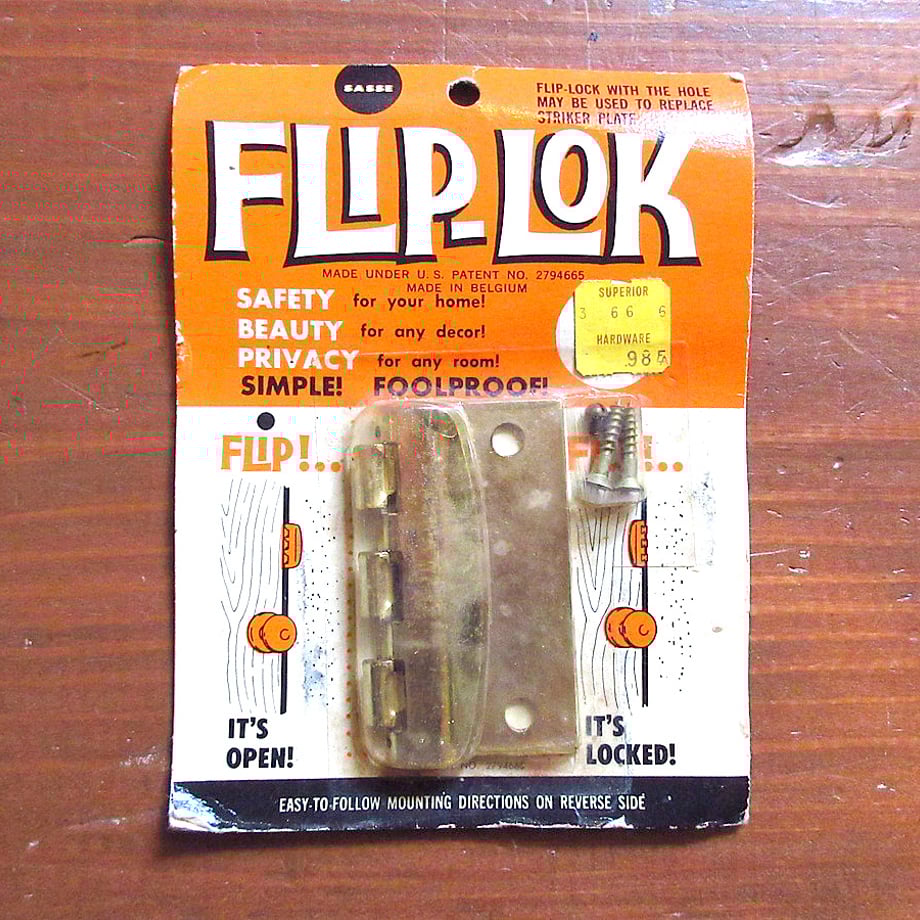 SASSE
FLIP-LOCK WITH THE HOLE
MAY BE USED TO REPLACE
STRIKER PLATE
FLIP-LOK
MADE UNDER U.S. PATENT NO. 2794665
MADE IN BELGIUM
SAFETY for your home!
BEAUTY for any decor!
PRIVACY for any room!
SIMPLE! FOOLPROOF!
SUPERIOR
3 66 6
HARDWARE
.985
FLIP!..
IT'S
OPEN!
IT'S
LOCKED!
NO. 2794665
EASY-TO-FOLLOW MOUNTING DIRECTIONS ON REVERSE SIDE